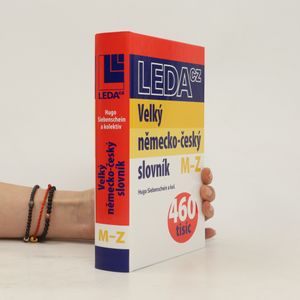 LEDA cz
Hugo
Siebenschein
a kolektiv
Velký
německo-český
slovník
M–Z
LEDA cz
Velký
německo-český
slovník M–Z
Hugo Siebenschein a kol.
460
tisíc